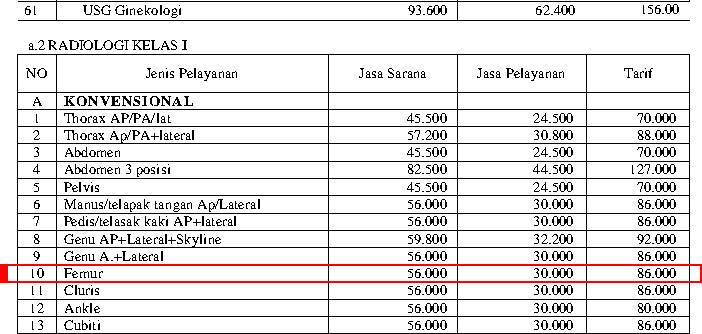 61 USG Ginekologi 93.600 62.400 156.00
a.2 RADIOLOGI KELAS I
NO Jenis Pelayanan Jasa Sarana Jasa Pelayanan Tarif
A KONVENSIONAL
1 Thorax AP/PA/lat 45.500 24.500 70.000
2 Thorax Ap/PA+lateral 57.200 30.800 88.000
3 Abdomen 45.500 24.500 70.000
4 Abdomen 3 posisi 82.500 44.500 127.000
5 Pelvis 45.500 24.500 70.000
6 Manus/telapak tangan Ap/Lateral 56.000 30.000 86.000
7 Pedis/telasak kaki AP+lateral 56.000 30.000 86.000
8 Genu AP+Lateral+Skyline 59.800 32.200 92.000
9 Genu A.+Lateral 56.000 30.000 86.000
10 Femur 56.000 30.000 86.000
11 Cluris 56.000 30.000 86.000
12 Ankle 56.000 30.000 80.000
13 Cubiti 56.000 30.000 86.000